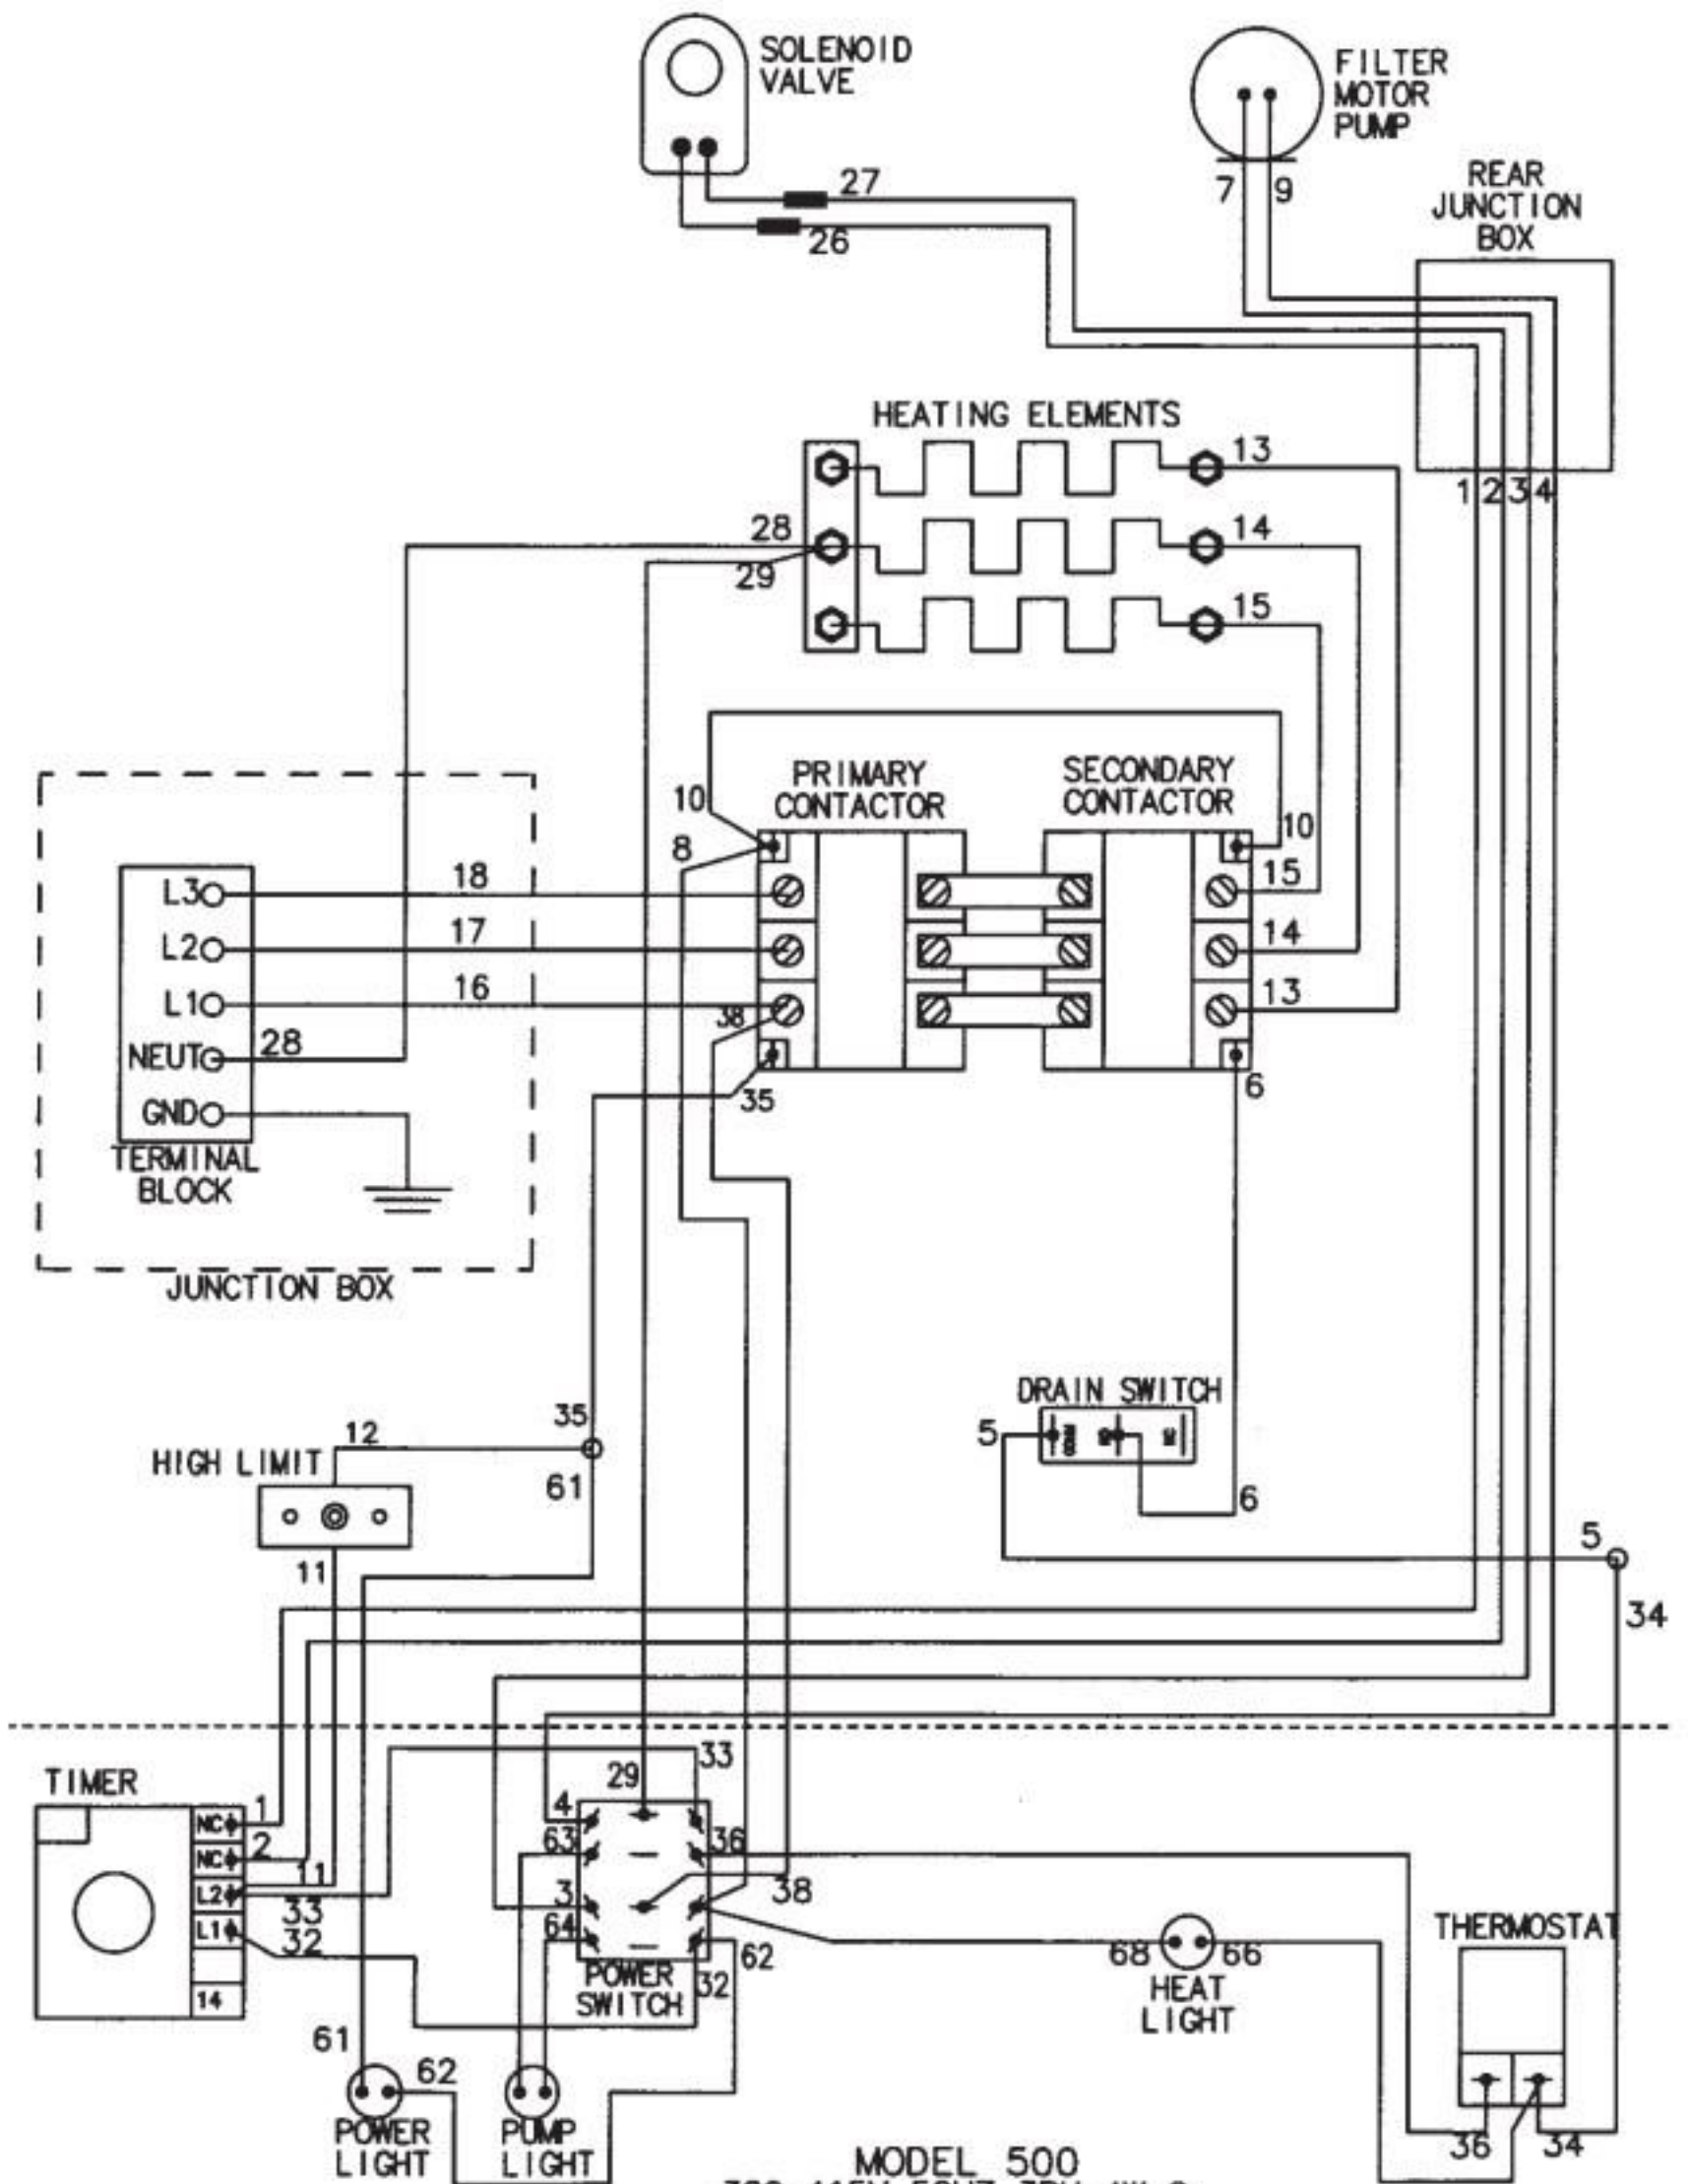 SOLENOID
VALVE
FILTER
MOTOR
PUMP
27
26
7
9
REAR
JUNCTION
BOX
HEATING ELEMENTS
13
1 2 3 4
28
14
29
15
10
PRIMARY
CONTACTOR
SECONDARY
CONTACTOR
10
8
L3
18
15
L2
17
14
L1
16
38
13
NEUT
28
35
6
GND
TERMINAL
BLOCK
JUNCTION BOX
DRAIN SWITCH
35
12
5
HIGH LIMIT
61
6
5
11
34
33
TIMER
29
NC
1
4
NC
2
63
36
11
L2
33
3
38
L1
32
64
62
68
66
THERMOSTAT
14
POWER
SWITCH
32
HEAT
LIGHT
61
62
POWER
LIGHT
PUMP
LIGHT
36
34
MODEL 500